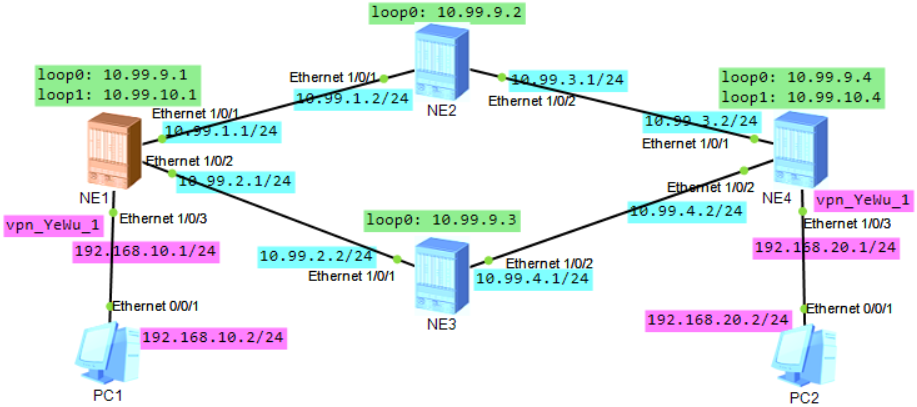 loop0: 10.99.9.2
loop0: 10.99.9.1
loop1: 10.99.10.1
loop0: 10.99.9.4
loop1: 10.99.10.4
Ethernet 1/0/1
10.99.3.1/24
Ethernet 1/0/2
10.99.1.2/24
NE2
Ethernet 1/0/1
10.99.1.1/24
10.99.3.2/24
Ethernet 1/0/1
Ethernet 1/0/2
10.99.2.1/24
Ethernet 1/0/2
NE1
NE4
10.99.4.2/24
vpn_YeWu_1
Ethernet 1/0/3
loop0: 10.99.9.3
vpn_YeWu_1
Ethernet 1/0/3
192.168.10.1/24
192.168.20.1/24
10.99.2.2/24
Ethernet 1/0/1
Ethernet 1/0/2
10.99.4.1/24
NE3
Ethernet 0/0/1
192.168.10.2/24
Ethernet 0/0/1
192.168.20.2/24
PC1
PC2